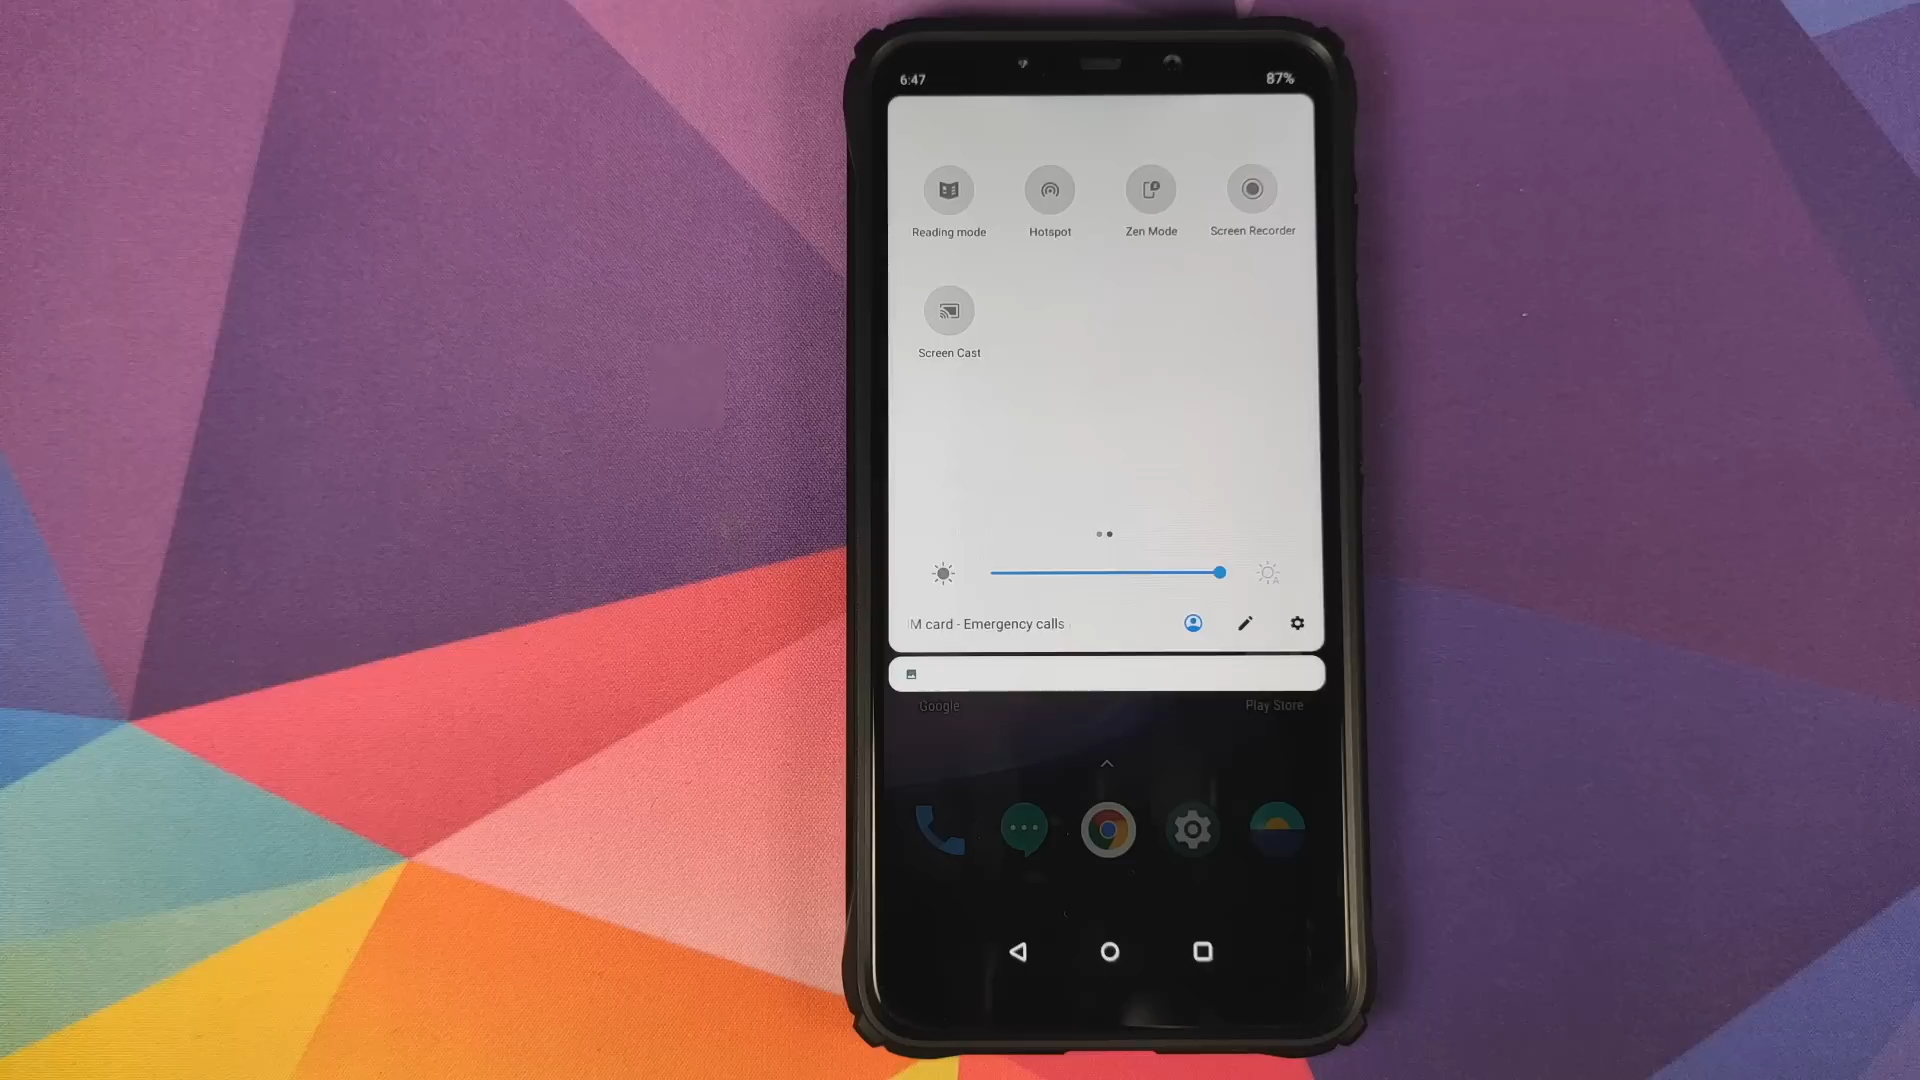 6:47 87%
Reading mode Hotspot Zen Mode Screen Recorder
Screen Cast
M card - Emergency calls
Google Play Store